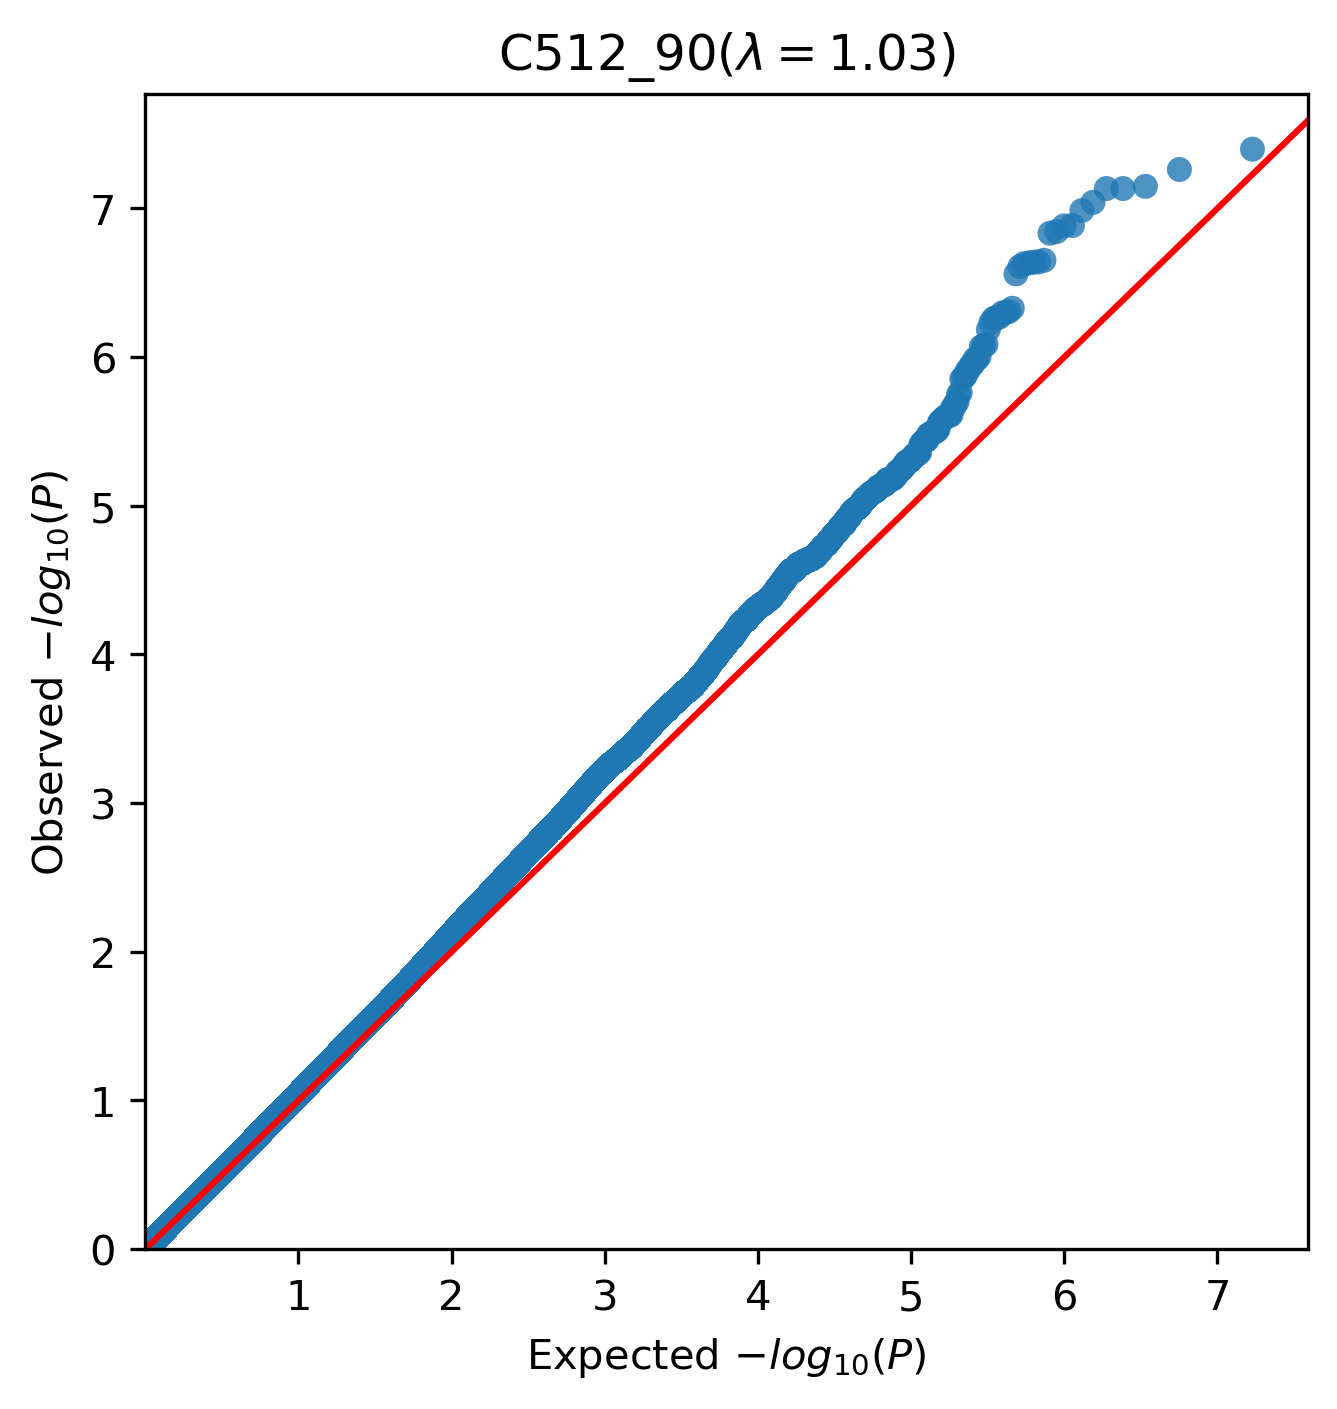 C512_90(λ = 1.03)
Observed −log₁₀(P)
7
6
5
4
3
2
1
0
1 2 3 4 5 6 7
Expected −log₁₀(P)